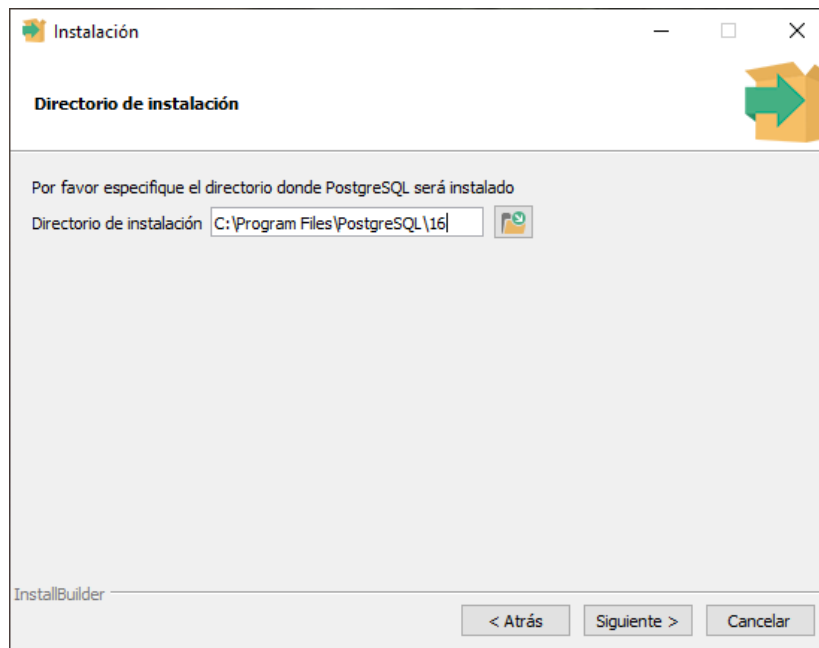 Instalación
Directorio de instalación
Por favor especifique el directorio donde PostgreSQL será instalado
Directorio de instalación C:\Program Files\PostgreSQL\16
InstallBuilder
< Atrás Siguiente > Cancelar